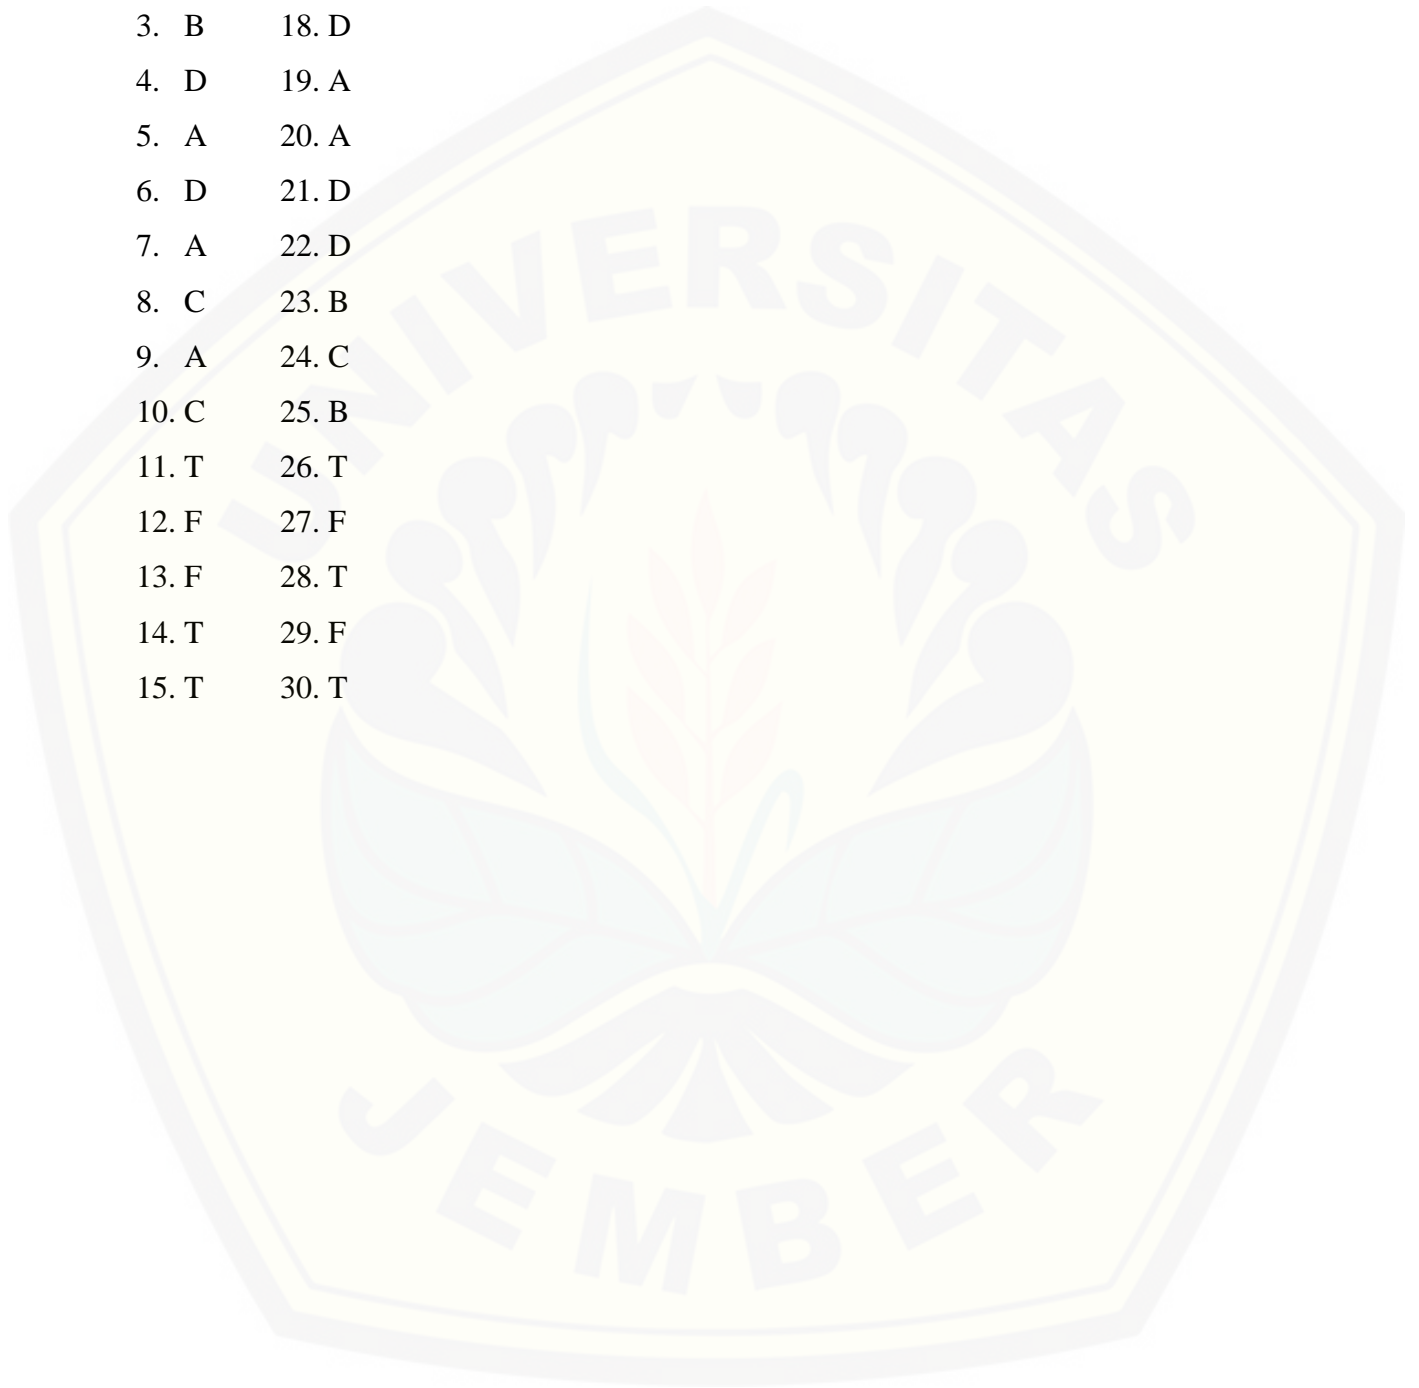 3. B 18. D
4. D 19. A
5. A 20. A
6. D 21. D
7. A 22. D
8. C 23. B
9. A 24. C
10. C 25. B
11. T 26. T
12. F 27. F
13. F 28. T
14. T 29. F
15. T 30. T
UNIVERSITAS
JEMBER